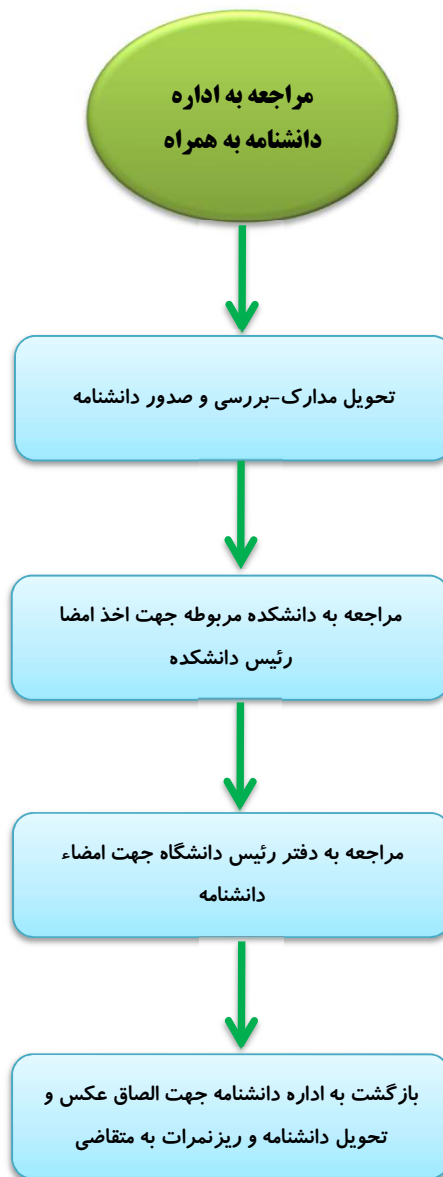 مراجعه به اداره
دانشنامه به همراه
تحویل مدارک-بررسی و صدور دانشنامه
مراجعه به دانشکده مربوطه جهت اخذ امضا
رئیس دانشکده
مراجعه به دفتر رئیس دانشگاه جهت امضاء
دانشنامه
بازگشت به اداره دانشنامه جهت الصاق عکس و
تحویل دانشنامه و ریزنمرات به متقاضی